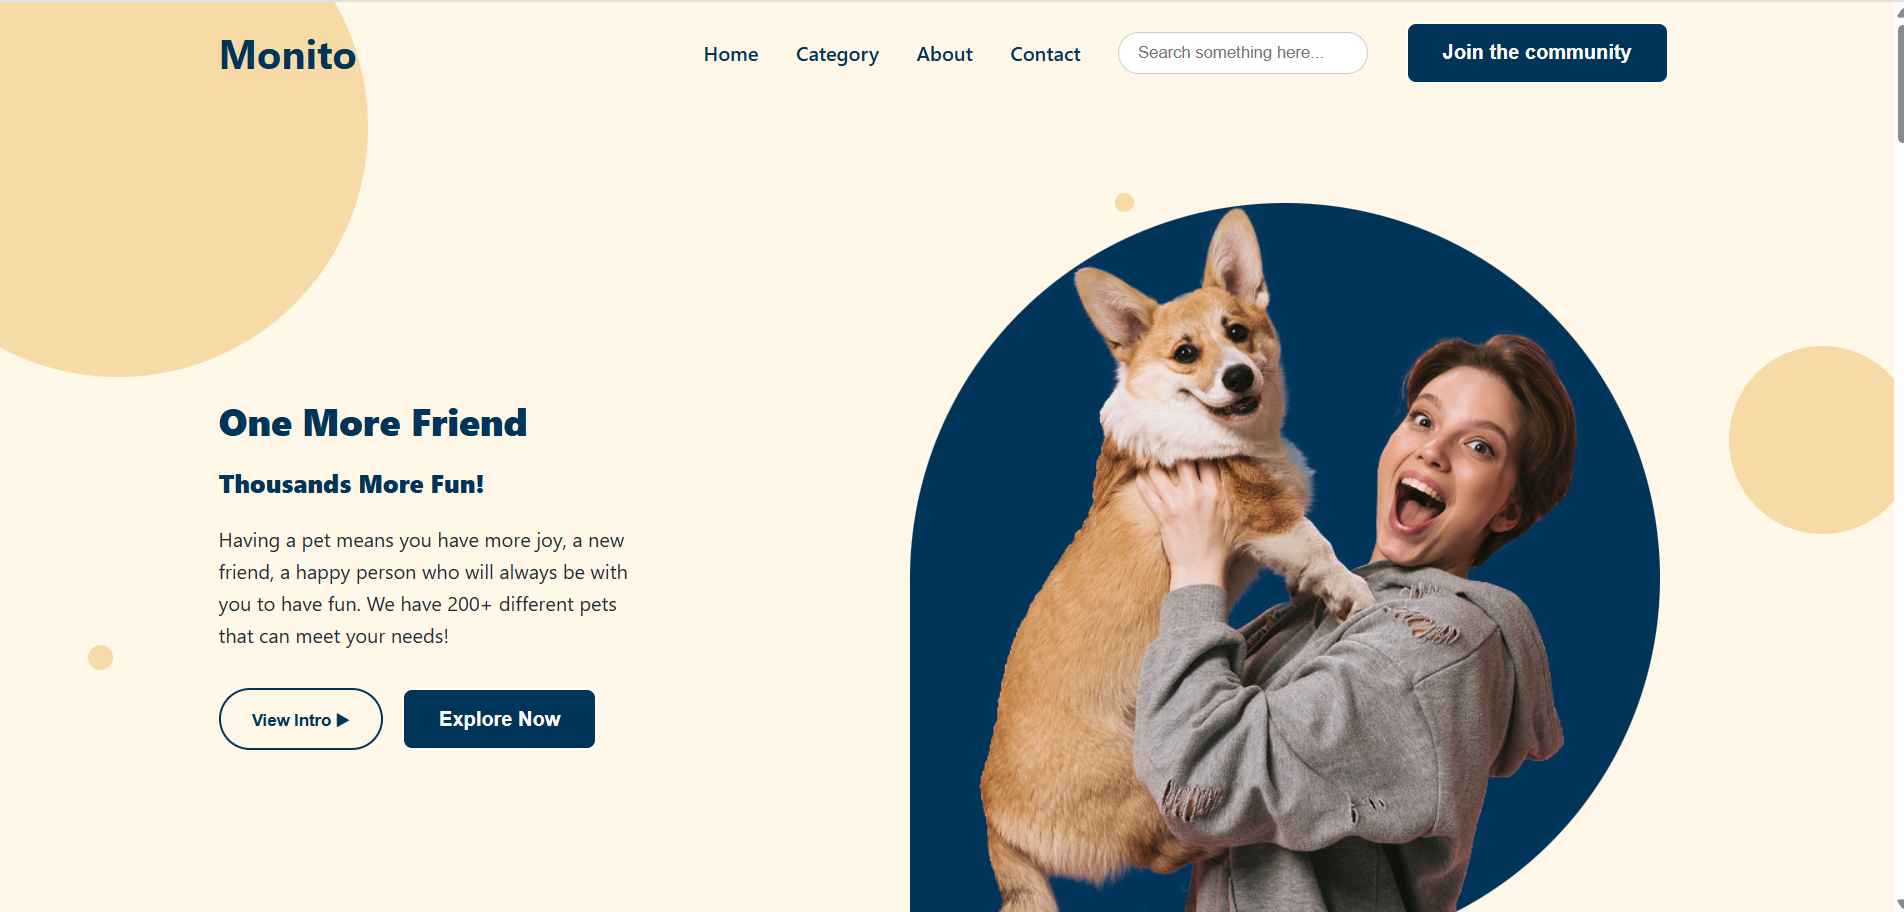 Monito
Home
Category
About
Contact
Search something here...
Join the community
One More Friend
Thousands More Fun!
Having a pet means you have more joy, a new
friend, a happy person who will always be with
you to have fun. We have 200+ different pets
that can meet your needs!
View Intro ▶
Explore Now